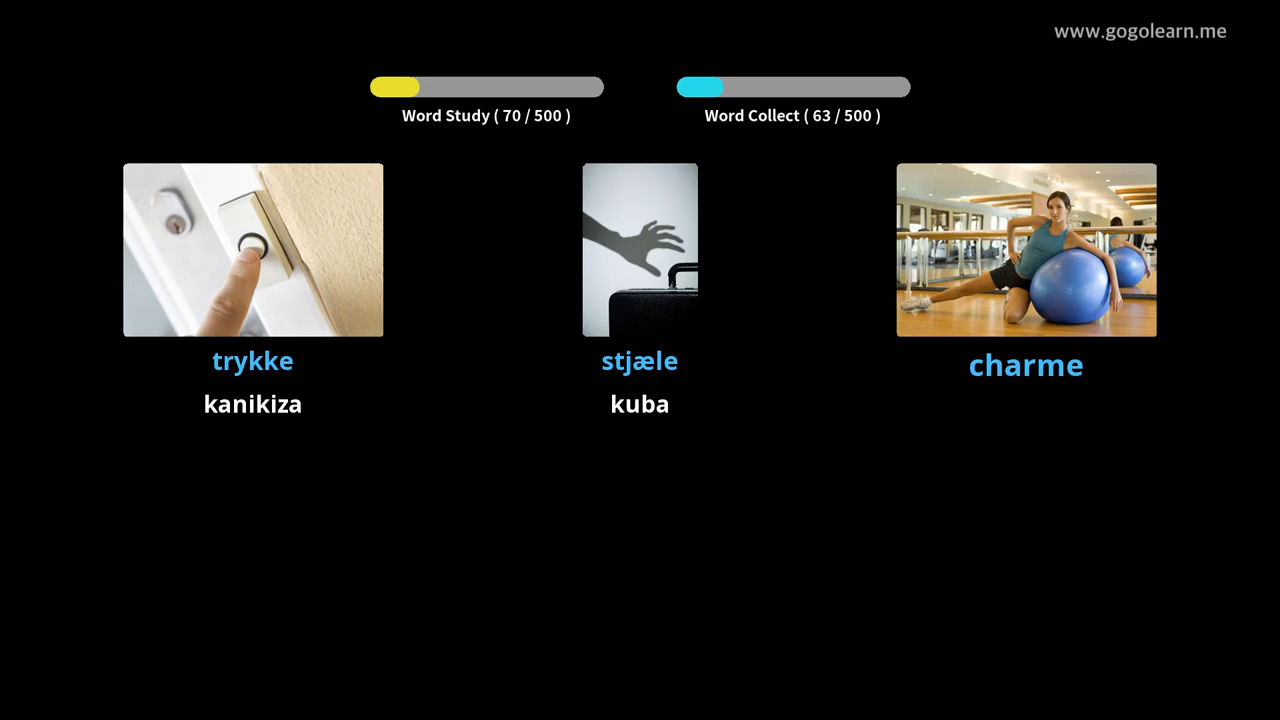 www.gogolearn.me
Word Study ( 70 / 500 )
Word Collect ( 63 / 500 )
trykke
stjæle
charme
kanikiza
kuba